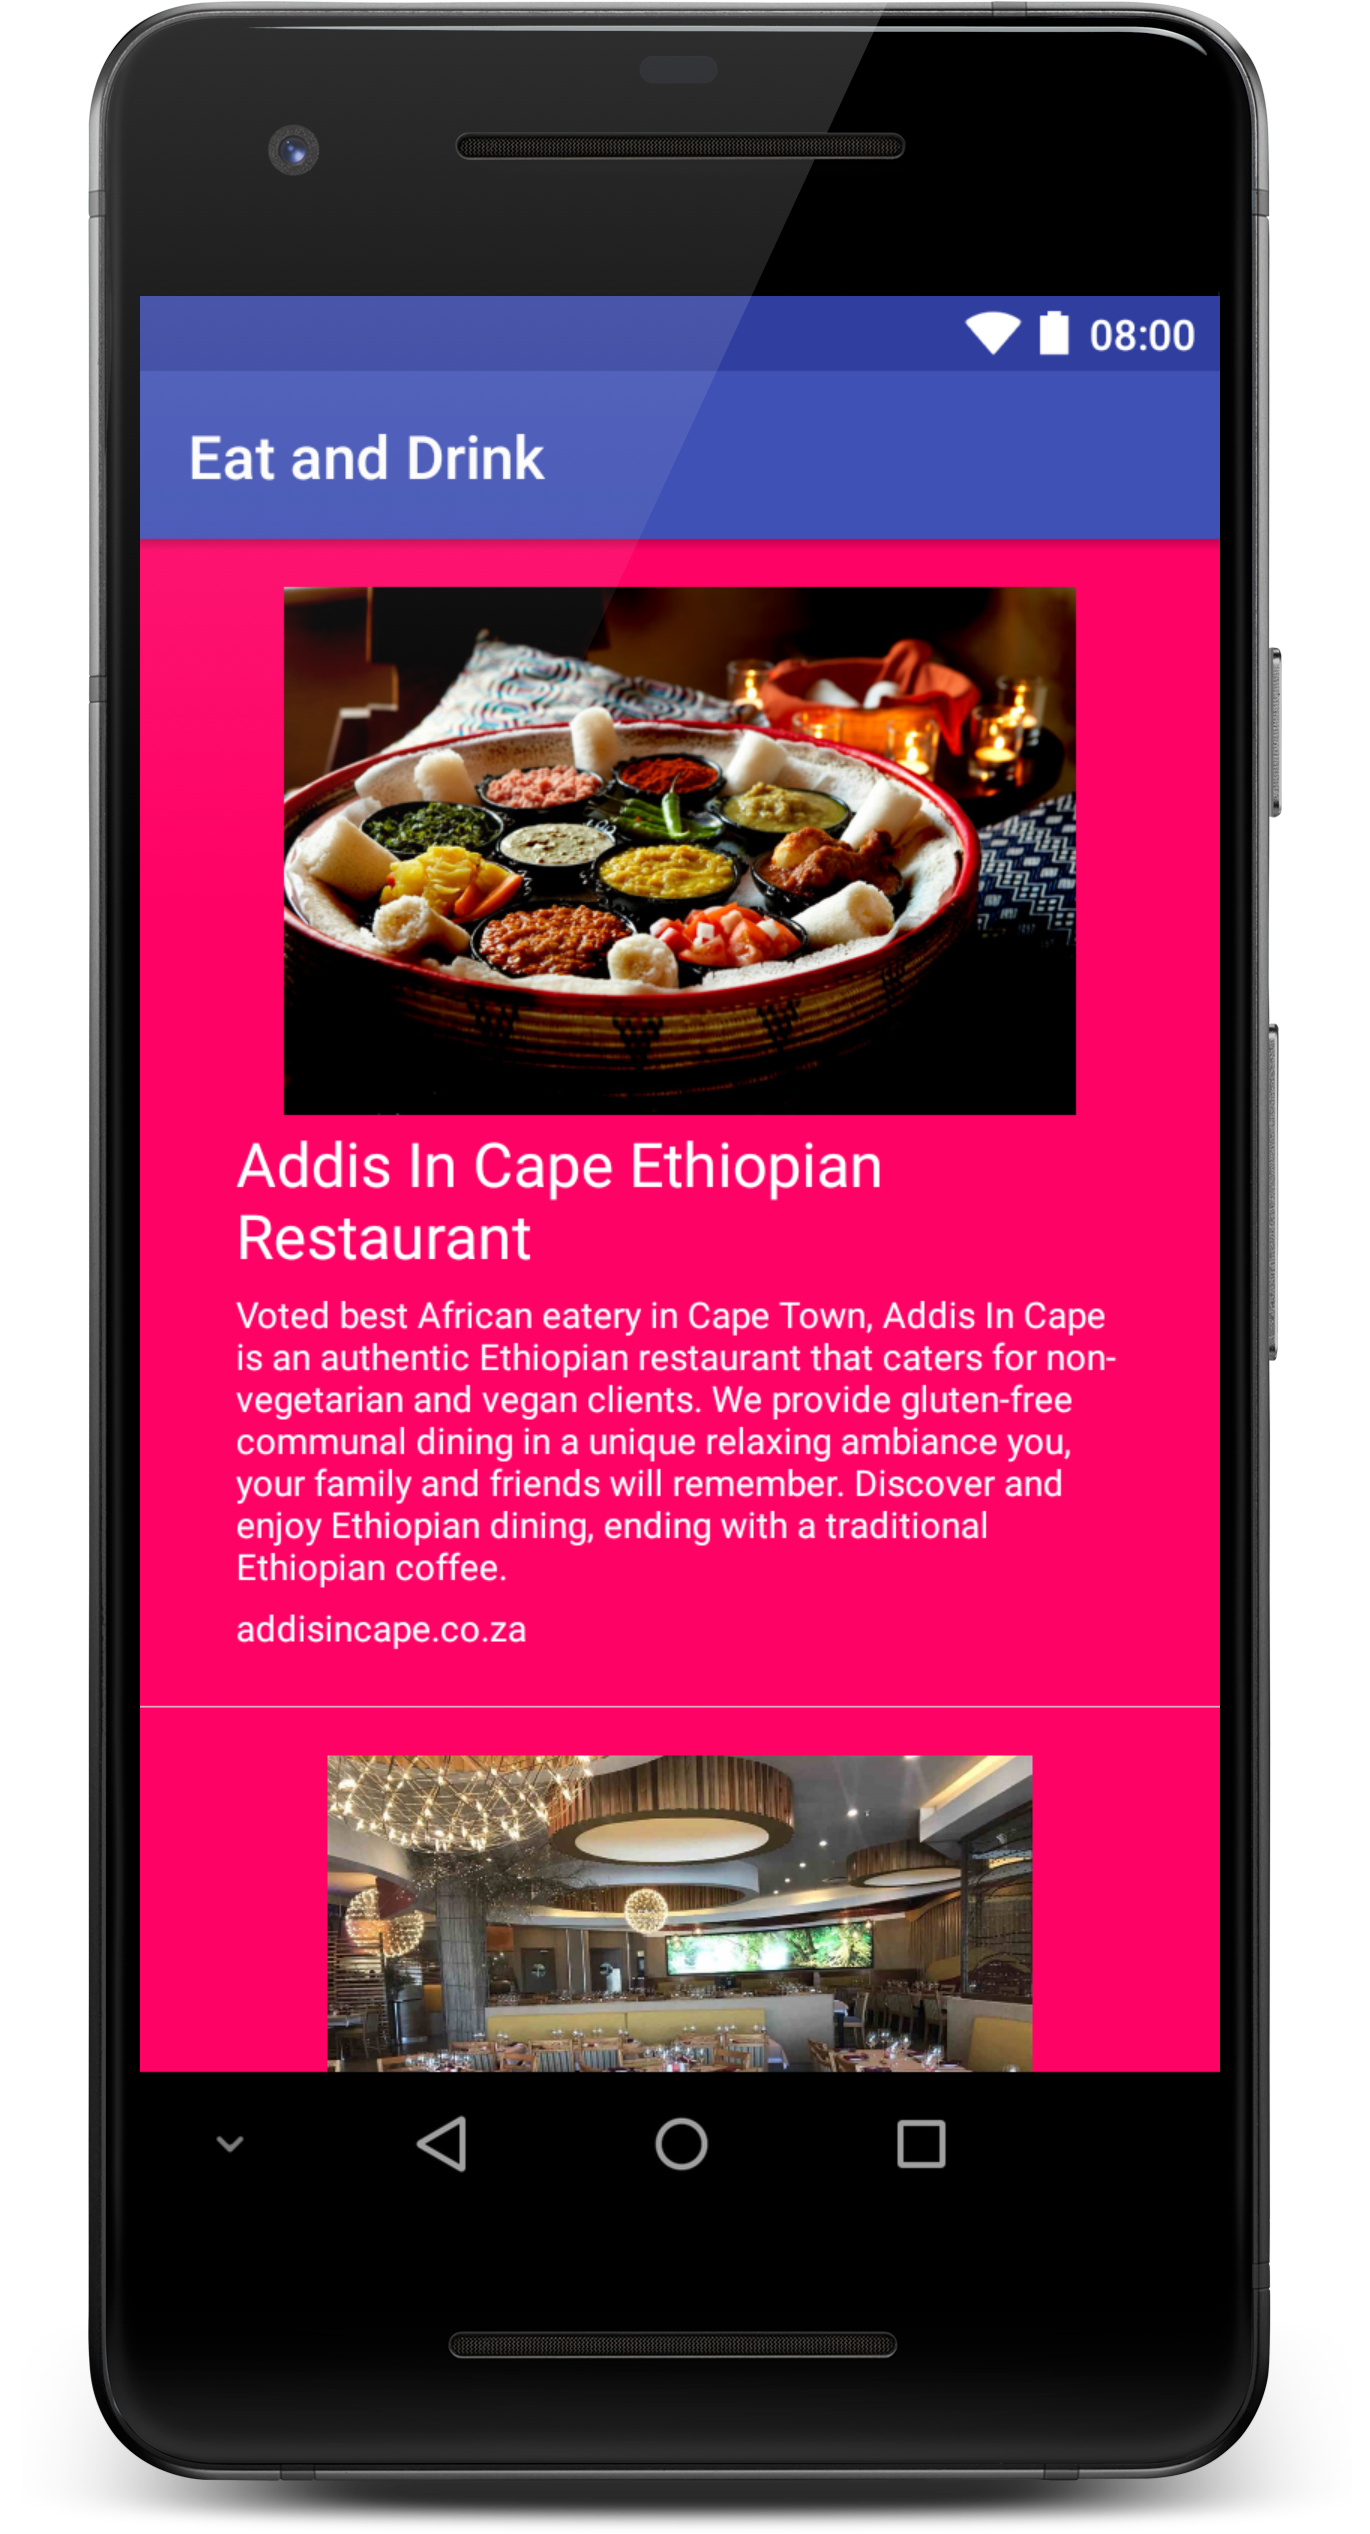 08:00
Eat and Drink
Addis In Cape Ethiopian
Restaurant
Voted best African eatery in Cape Town, Addis In Cape
is an authentic Ethiopian restaurant that caters for non-
vegetarian and vegan clients. We provide gluten-free
communal dining in a unique relaxing ambiance you,
your family and friends will remember. Discover and
enjoy Ethiopian dining, ending with a traditional
Ethiopian coffee.
addisincape.co.za